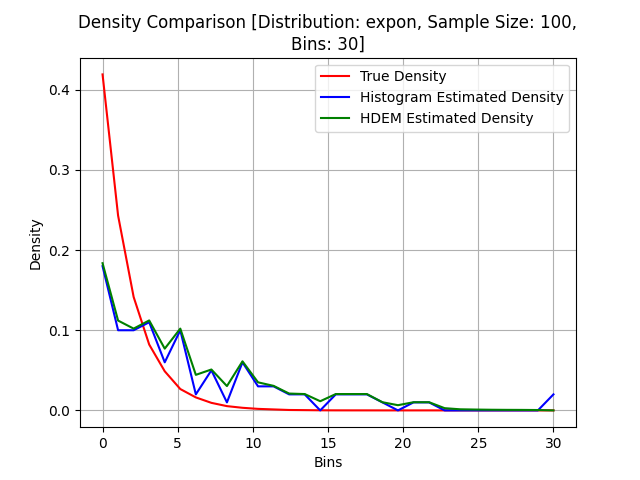 Density Comparison [Distribution: expon, Sample Size: 100,
Bins: 30]
True Density
Histogram Estimated Density
HDEM Estimated Density
Density
0.4
0.3
0.2
0.1
0.0
0 5 10 15 20 25 30
Bins